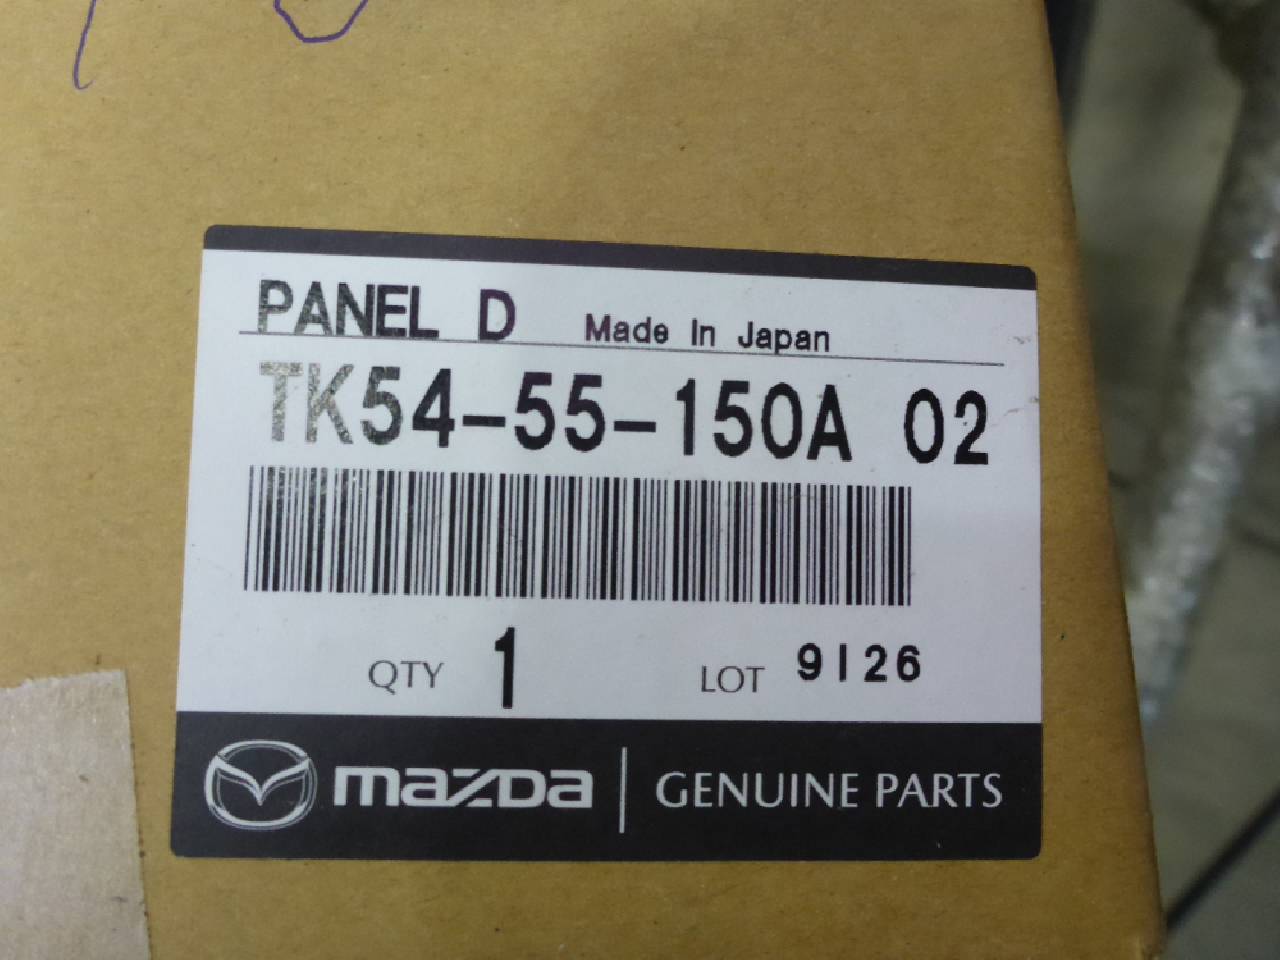 PANEL D Made In Japan
TK54-55-150A 02
QTY 1 LOT 9126
mazda GENUINE PARTS